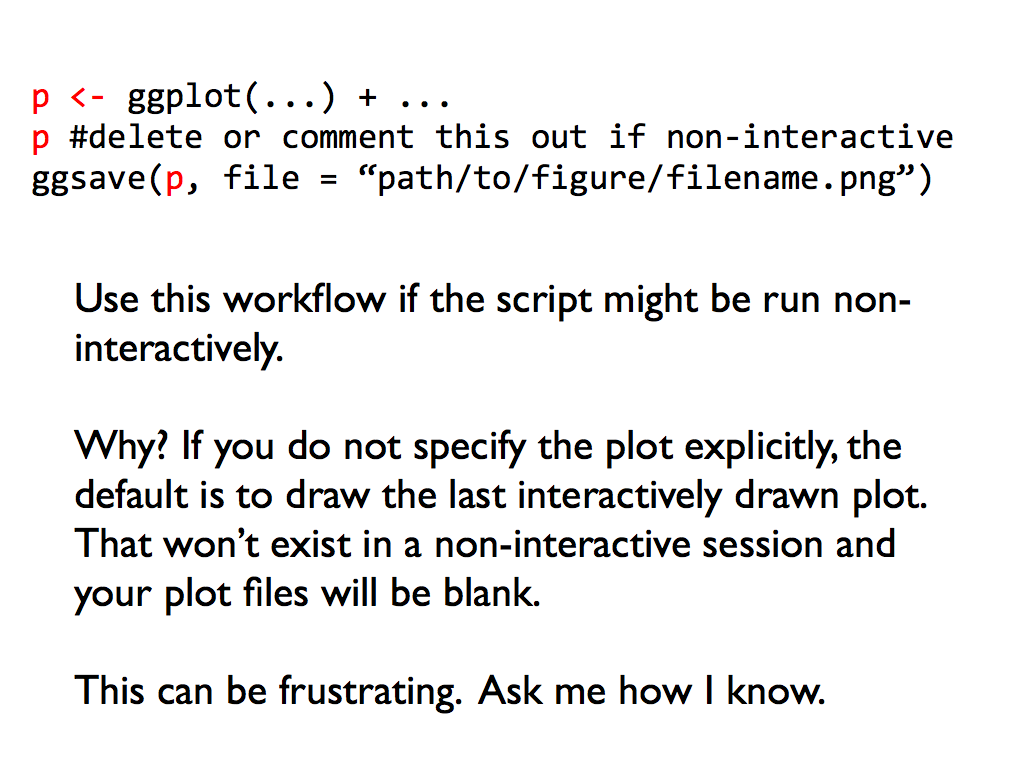 p <- ggplot(...) + ...
p #delete or comment this out if non-interactive
ggsave(p, file = “path/to/figure/filename.png”)
Use this workflow if the script might be run non-
interactively.
Why? If you do not specify the plot explicitly, the
default is to draw the last interactively drawn plot.
That won’t exist in a non-interactive session and
your plot files will be blank.
This can be frustrating. Ask me how I know.